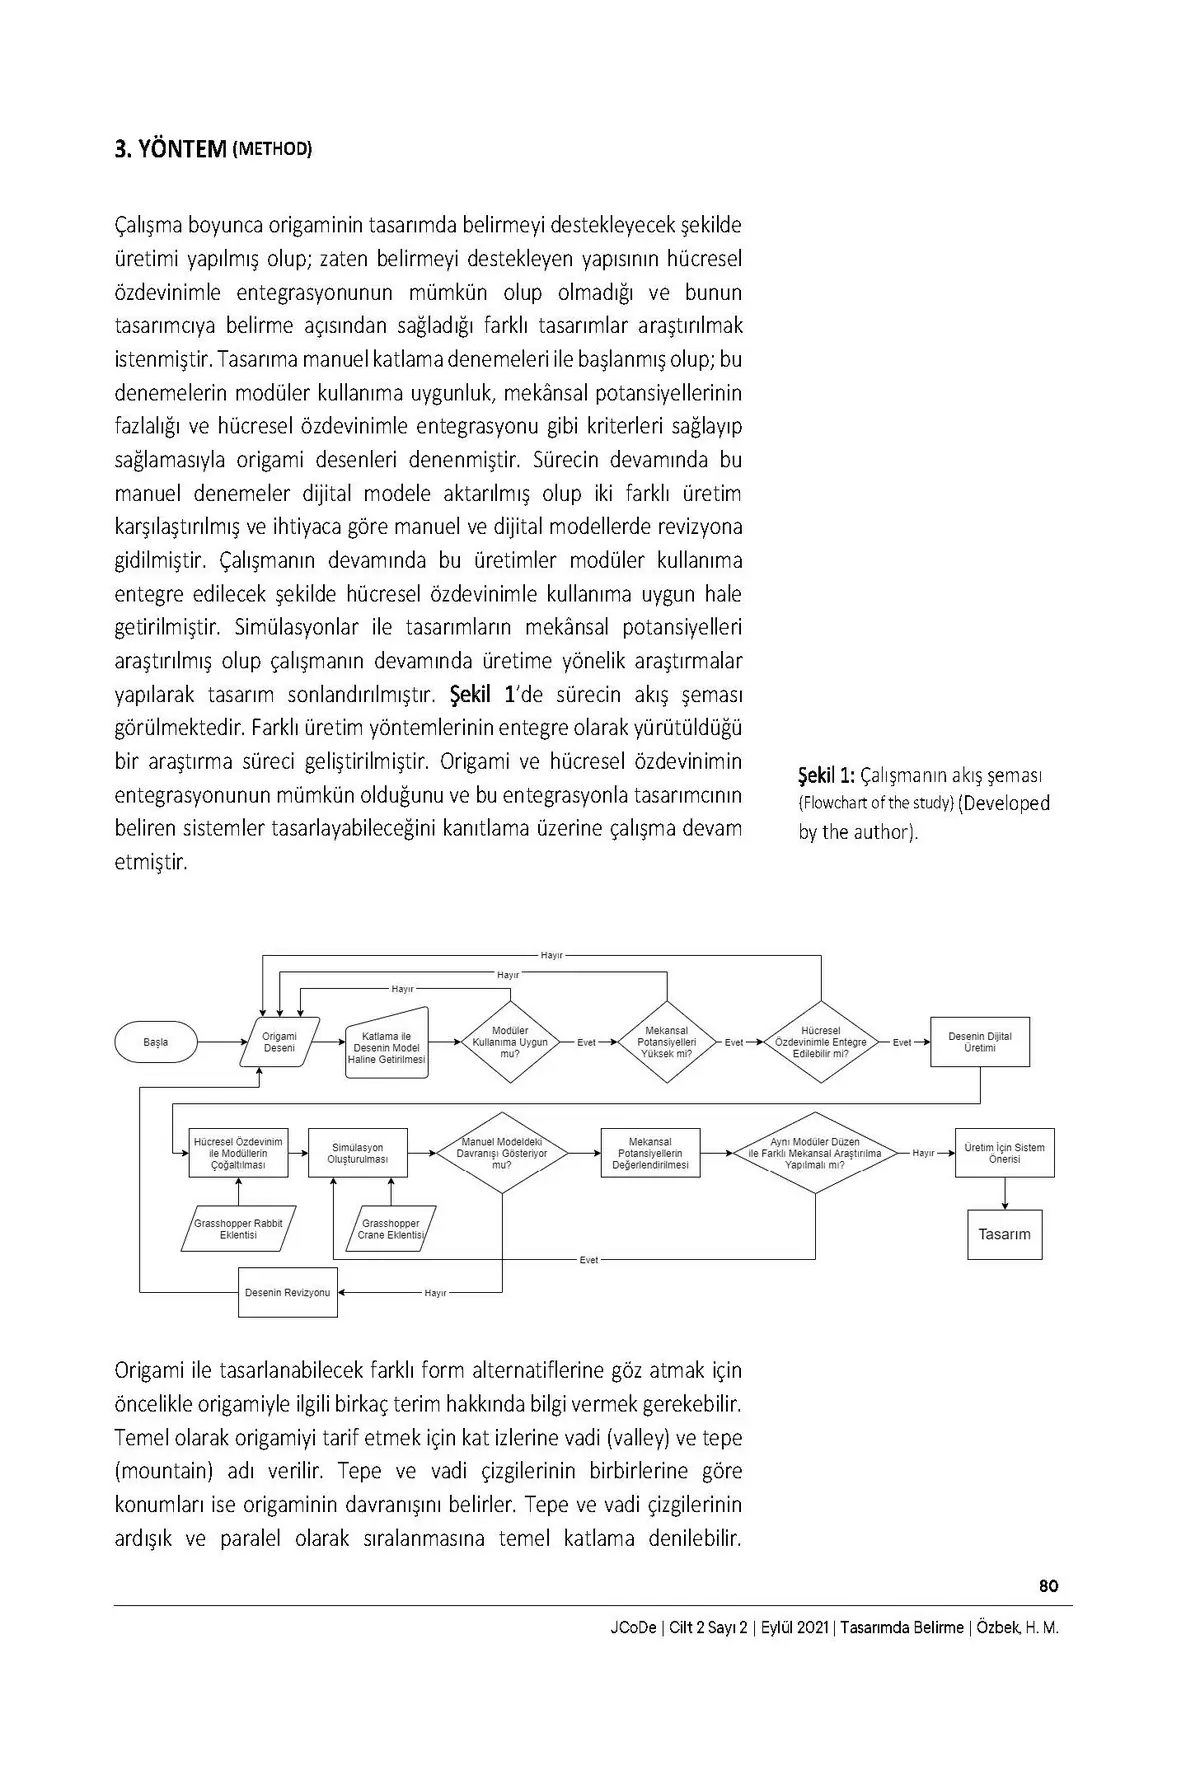 3. YÖNTEM (METHOD)
Çalışma boyunca origaminin tasarımda belirmeyi destekleyecek şekilde
üretimi yapılmış olup; zaten belirmeyi destekleyen yapısının hücresel
özdevinimle entegrasyonunun mümkün olup olmadığı ve bunun
tasarımcıya belirme açısından sağladığı farklı tasarımlar araştırılmak
istenmiştir. Tasarıma manuel katlama denemeleri ile başlanmış olup; bu
denemelerin modüler kullanıma uygunluk, mekânsal potansiyellerinin
fazlalığı ve hücresel özdevinimle entegrasyonu gibi kriterleri sağlayıp
sağlamasıyla origami desenleri denenmiştir. Sürecin devamında bu
manuel denemeler dijital modele aktarılmış olup iki farklı üretim
karşılaştırılmış ve ihtiyaca göre manuel ve dijital modellerde revizyona
gidilmiştir. Çalışmanın devamında bu üretimler modüler kullanıma
entegre edilecek şekilde hücresel özdevinimle kullanıma uygun hale
getirilmiştir. Simülasyonlar ile tasarımların mekânsal potansiyelleri
araştırılmış olup çalışmanın devamında üretime yönelik araştırmalar
yapılarak tasarım sonlandırılmıştır. Şekil 1'de sürecin akış şeması
görülmektedir. Farklı üretim yöntemlerinin entegre olarak yürütüldüğü
bir araştırma süreci geliştirilmiştir. Origami ve hücresel özdevinimin
entegrasyonunun mümkün olduğunu ve bu entegrasyonla tasarımcının
beliren sistemler tasarlayabileceğini kanıtlama üzerine çalışma devam
etmiştir.
Şekil 1: Çalışmanın akış şeması
(Flowchart of the study) (Developed
by the author).
Hayır
Hayır
Hayır
Başla
Origami
Deseni
Katlama ile
Desenin Model
Haline Getirilmesi
Modüler
Kullanıma Uygun
mu?
Evet
Mekansal
Potansiyelleri
Yüksek mi?
Evet
Hücresel
Özdevinimle Entegre
Edilebilir mi?
Evet
Desenin Dijital
Üretimi
Hücresel Özdevinim
ile Modüllerin
Çoğaltılması
Simülasyon
Oluşturulması
Manuel Modeldeki
Davranışı Gösteriyor
mu?
Mekansal
Potansiyellerin
Değerlendirilmesi
Aynı Modüler Düzen
ile Farklı Mekansal Araştırılma
Yapılmalı mı?
Hayır
Üretim İçin Sistem
Önerisi
Grasshopper Rabbit
Eklentisi
Grasshopper
Crane Eklentisi
Tasarım
Evet
Desenin Revizyonu
Hayır
Origami ile tasarlanabilecek farklı form alternatiflerine göz atmak için
öncelikle origamiyle ilgili birkaç terim hakkında bilgi vermek gerekebilir.
Temel olarak origamiyi tarif etmek için kat izlerine vadi (valley) ve tepe
(mountain) adı verilir. Tepe ve vadi çizgilerinin birbirlerine göre
konumları ise origaminin davranışını belirler. Tepe ve vadi çizgilerinin
ardışık ve paralel olarak sıralanmasına temel katlama denilebilir.
80
JCoDe | Cilt 2 Sayı 2 | Eylül 2021 | Tasarımda Belirme | Özbek, H. M.